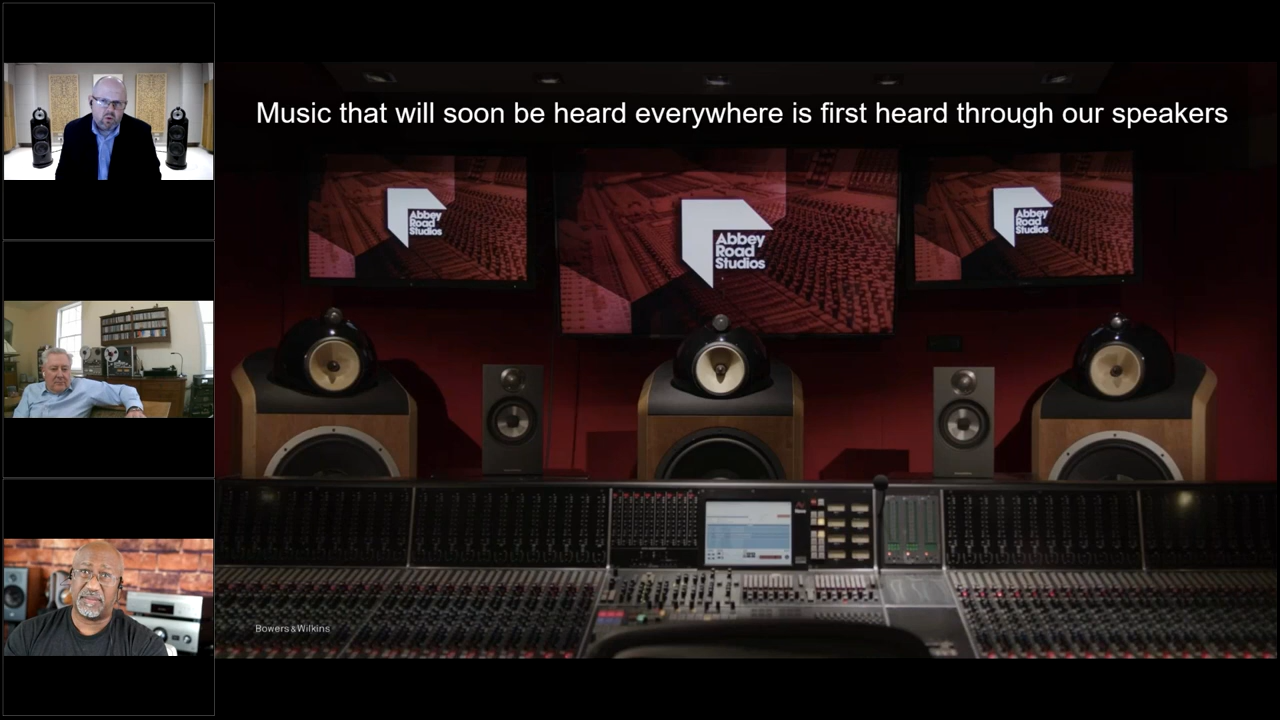 Music that will soon be heard everywhere is first heard through our speakers
Abbey
Road
Studios
Abbey
Road
Studios
Abbey
Road
Studios
Bowers & Wilkins